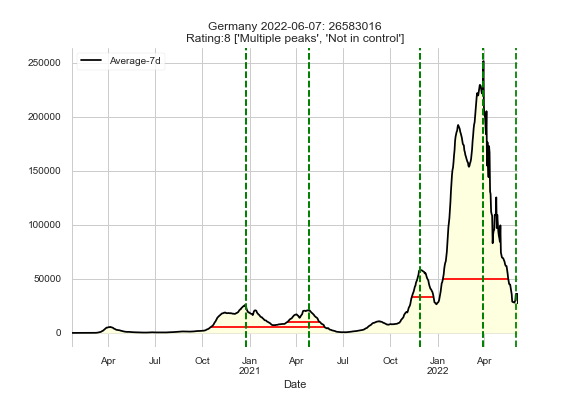 Germany 2022-06-07: 26583016
Rating:8 ['Multiple peaks', 'Not in control']
Average-7d
250000
200000
150000
100000
50000
0
Apr Jul Oct Jan Apr Jul Oct Jan Apr
2021 2022
Date